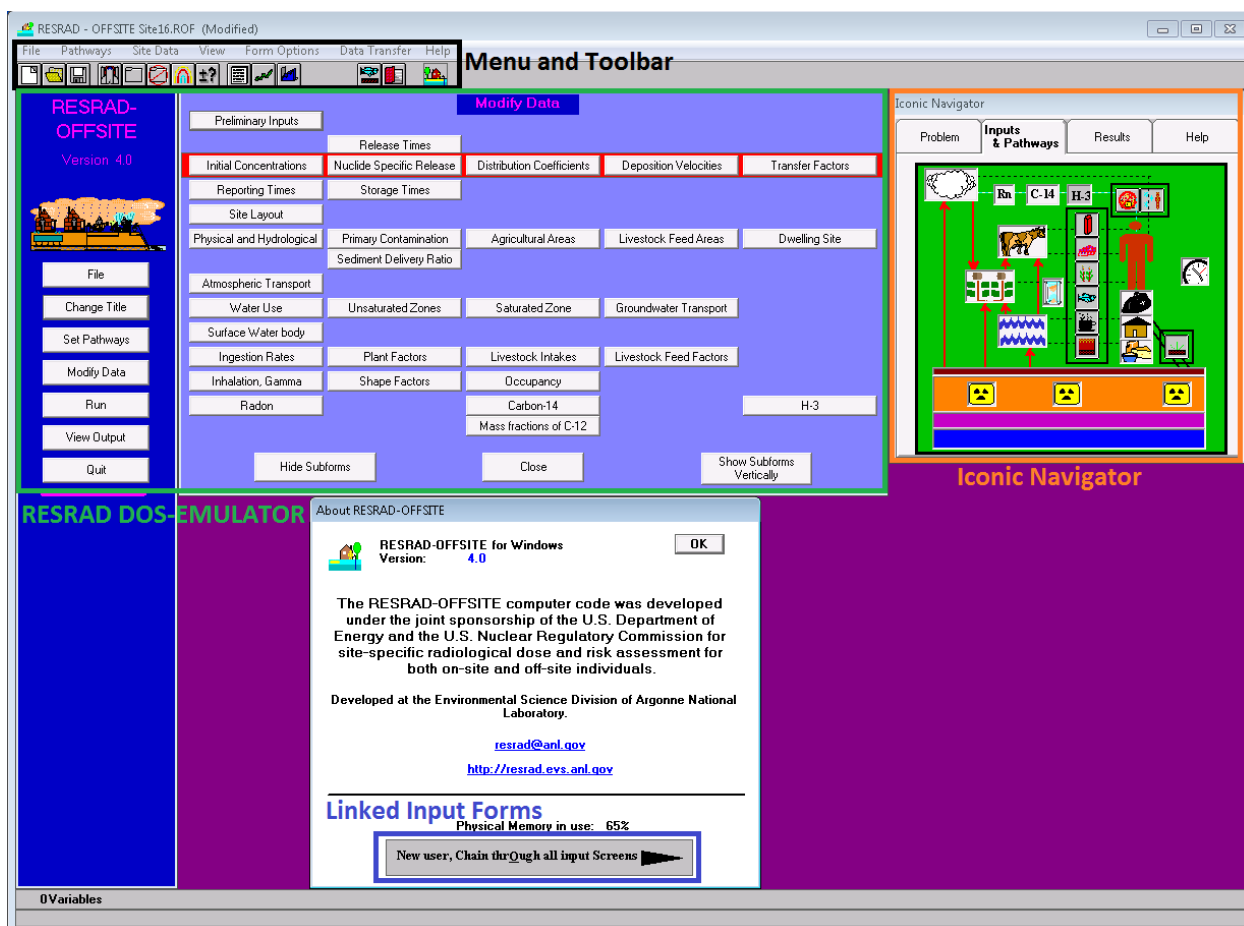 RESRAD - OFFSITE Site16.ROF (Modified)
File Pathways Site Data View Form Options Data Transfer Help
Menu and Toolbar
±?
RESRAD-
OFFSITE
Version 4.0
File
Change Title
Set Pathways
Modify Data
Run
View Output
Quit
Modify Data
Preliminary Inputs
Release Times
Initial Concentrations Nuclide Specific Release Distribution Coefficients Deposition Velocities Transfer Factors
Reporting Times Storage Times
Site Layout
Physical and Hydrological Primary Contamination Agricultural Areas Livestock Feed Areas Dwelling Site
Sediment Delivery Ratio
Atmospheric Transport
Water Use Unsaturated Zones Saturated Zone Groundwater Transport
Surface Water body
Ingestion Rates Plant Factors Livestock Intakes Livestock Feed Factors
Inhalation, Gamma Shape Factors Occupancy
Radon Carbon-14 H-3
Mass fractions of C-12
Hide Subforms Close Show Subforms
Vertically
Iconic Navigator
Problem Inputs
& Pathways Results Help
Rn C-14 H-3
Iconic Navigator
RESRAD DOS-EMULATOR
About RESRAD-OFFSITE
RESRAD-OFFSITE for Windows
Version: 4.0
OK
The RESRAD-OFFSITE computer code was developed
under the joint sponsorship of the U.S. Department of
Energy and the U.S. Nuclear Regulatory Commission for
site-specific radiological dose and risk assessment for
both on-site and off-site individuals.
Developed at the Environmental Science Division of Argonne National
Laboratory.
resrad@anl.gov
http://resrad.evs.anl.gov
Linked Input Forms
Physical Memory in use: 65%
New user, Chain thrOugh all input Screens
0 Variables